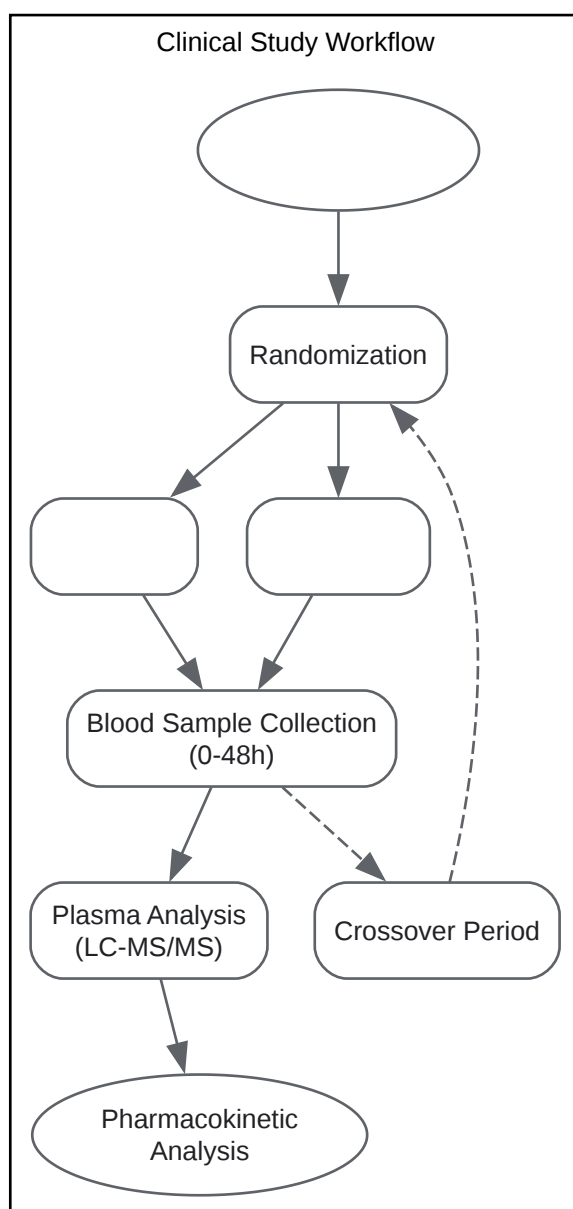 Clinical Study Workflow
Randomization
Blood Sample Collection
(0-48h)
Plasma Analysis
(LC-MS/MS)
Crossover Period
Pharmacokinetic
Analysis